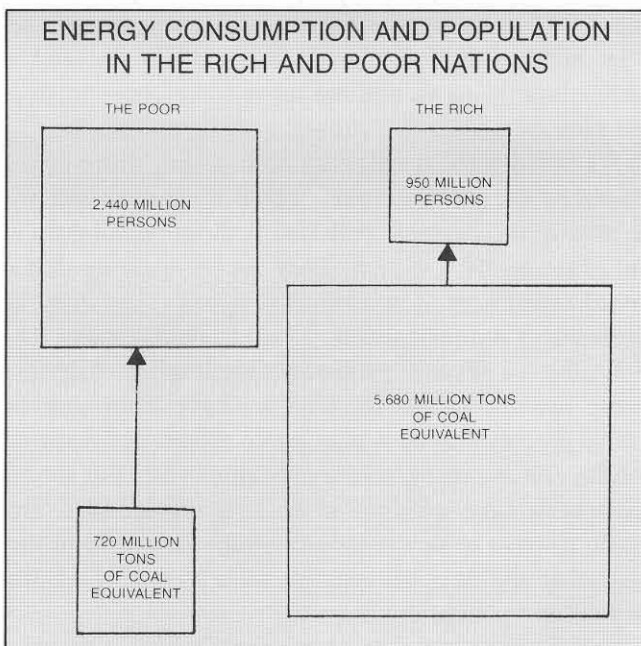 ENERGY CONSUMPTION AND POPULATION
IN THE RICH AND POOR NATIONS
THE POOR
2,440 MILLION
PERSONS
720 MILLION
TONS
OF COAL
EQUIVALENT
THE RICH
950 MILLION
PERSONS
5,680 MILLION TONS
OF COAL
EQUIVALENT